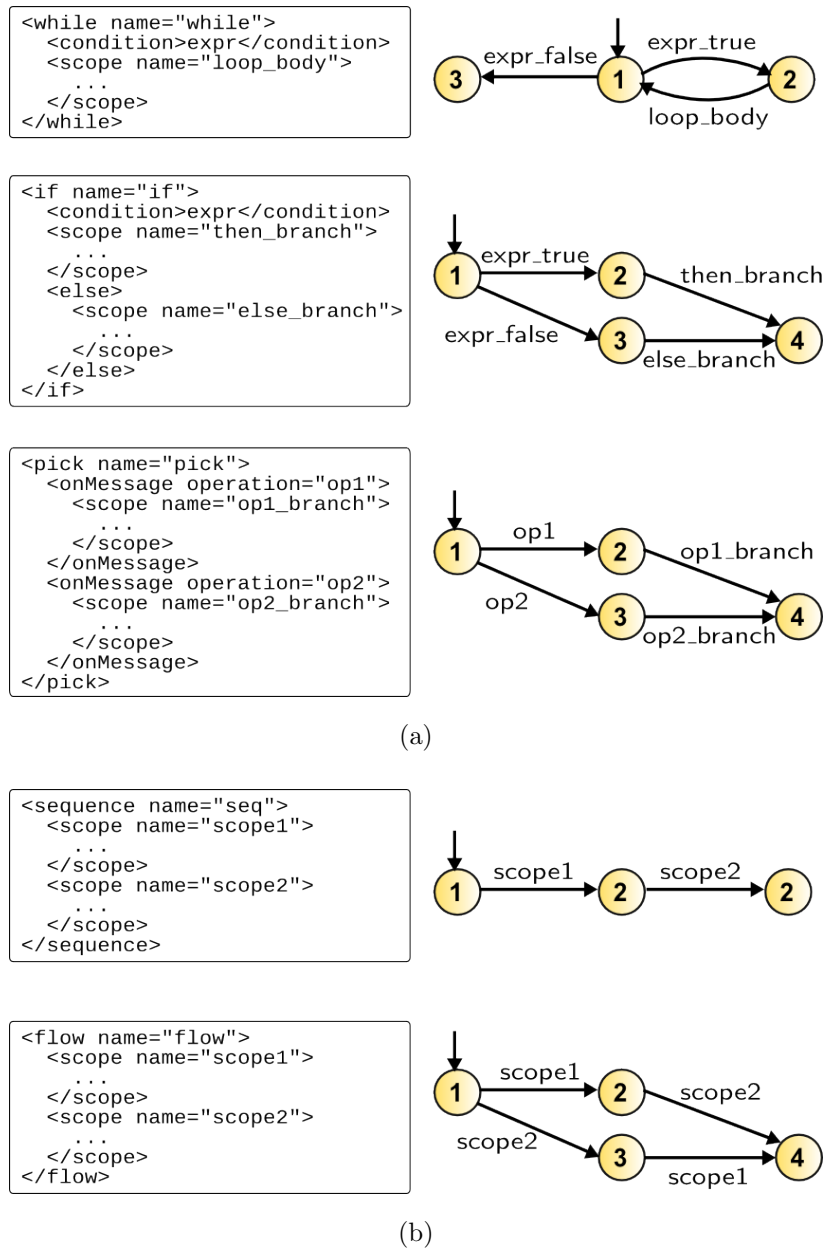 <while name="while">
  <condition>expr</condition>
  <scope name="loop_body">
    ...
  </scope>
</while>
expr_false
expr_true
3
1
2
loop_body
<if name="if">
  <condition>expr</condition>
  <scope name="then_branch">
    ...
  </scope>
  <else>
    <scope name="else_branch">
      ...
    </scope>
  </else>
</if>
expr_true
1
2
then_branch
expr_false
3
4
else_branch
<pick name="pick">
  <onMessage operation="op1">
    <scope name="op1_branch">
      ...
    </scope>
  </onMessage>
  <onMessage operation="op2">
    <scope name="op2_branch">
      ...
    </scope>
  </onMessage>
</pick>
op1
1
2
op1_branch
op2
3
4
op2_branch
(a)
<sequence name="seq">
  <scope name="scope1">
    ...
  </scope>
  <scope name="scope2">
    ...
  </scope>
</sequence>
scope1
scope2
1
2
2
<flow name="flow">
  <scope name="scope1">
    ...
  </scope>
  <scope name="scope2">
    ...
  </scope>
</flow>
scope1
1
2
scope2
scope2
3
4
scope1
(b)